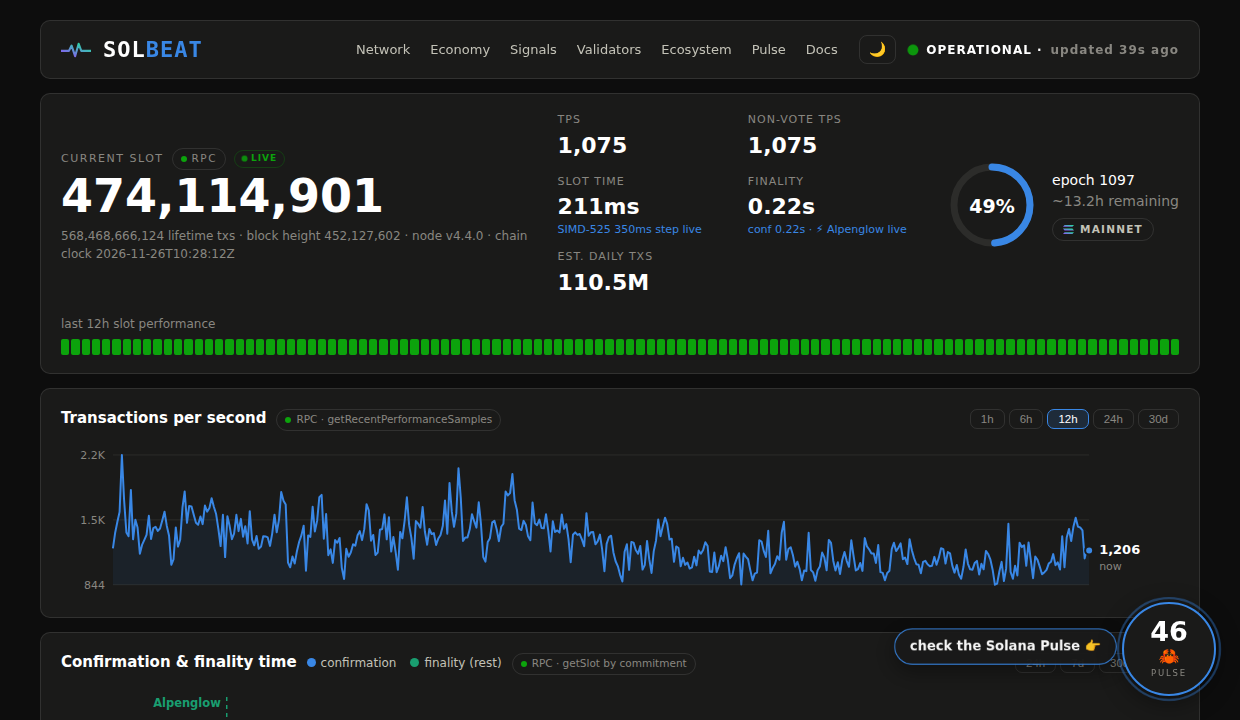 SOLBEAT
Network Economy Signals Validators Ecosystem Pulse Docs
OPERATIONAL · updated 39s ago
CURRENT SLOT RPC LIVE
474,114,901
568,468,666,124 lifetime txs · block height 452,127,602 · node v4.4.0 · chain
clock 2026-11-26T10:28:12Z
TPS
1,075
NON-VOTE TPS
1,075
SLOT TIME
211ms
SIMD-525 350ms step live
FINALITY
0.22s
conf 0.22s · ⚡ Alpenglow live
EST. DAILY TXS
110.5M
49%
epoch 1097
~13.2h remaining
MAINNET
last 12h slot performance
Transactions per second RPC · getRecentPerformanceSamples
1h 6h 12h 24h 30d
2.2K
1.5K
844
1,206
now
Confirmation & finality time confirmation finality (rest) RPC · getSlot by commitment
check the Solana Pulse 👉
46
PULSE
Alpenglow